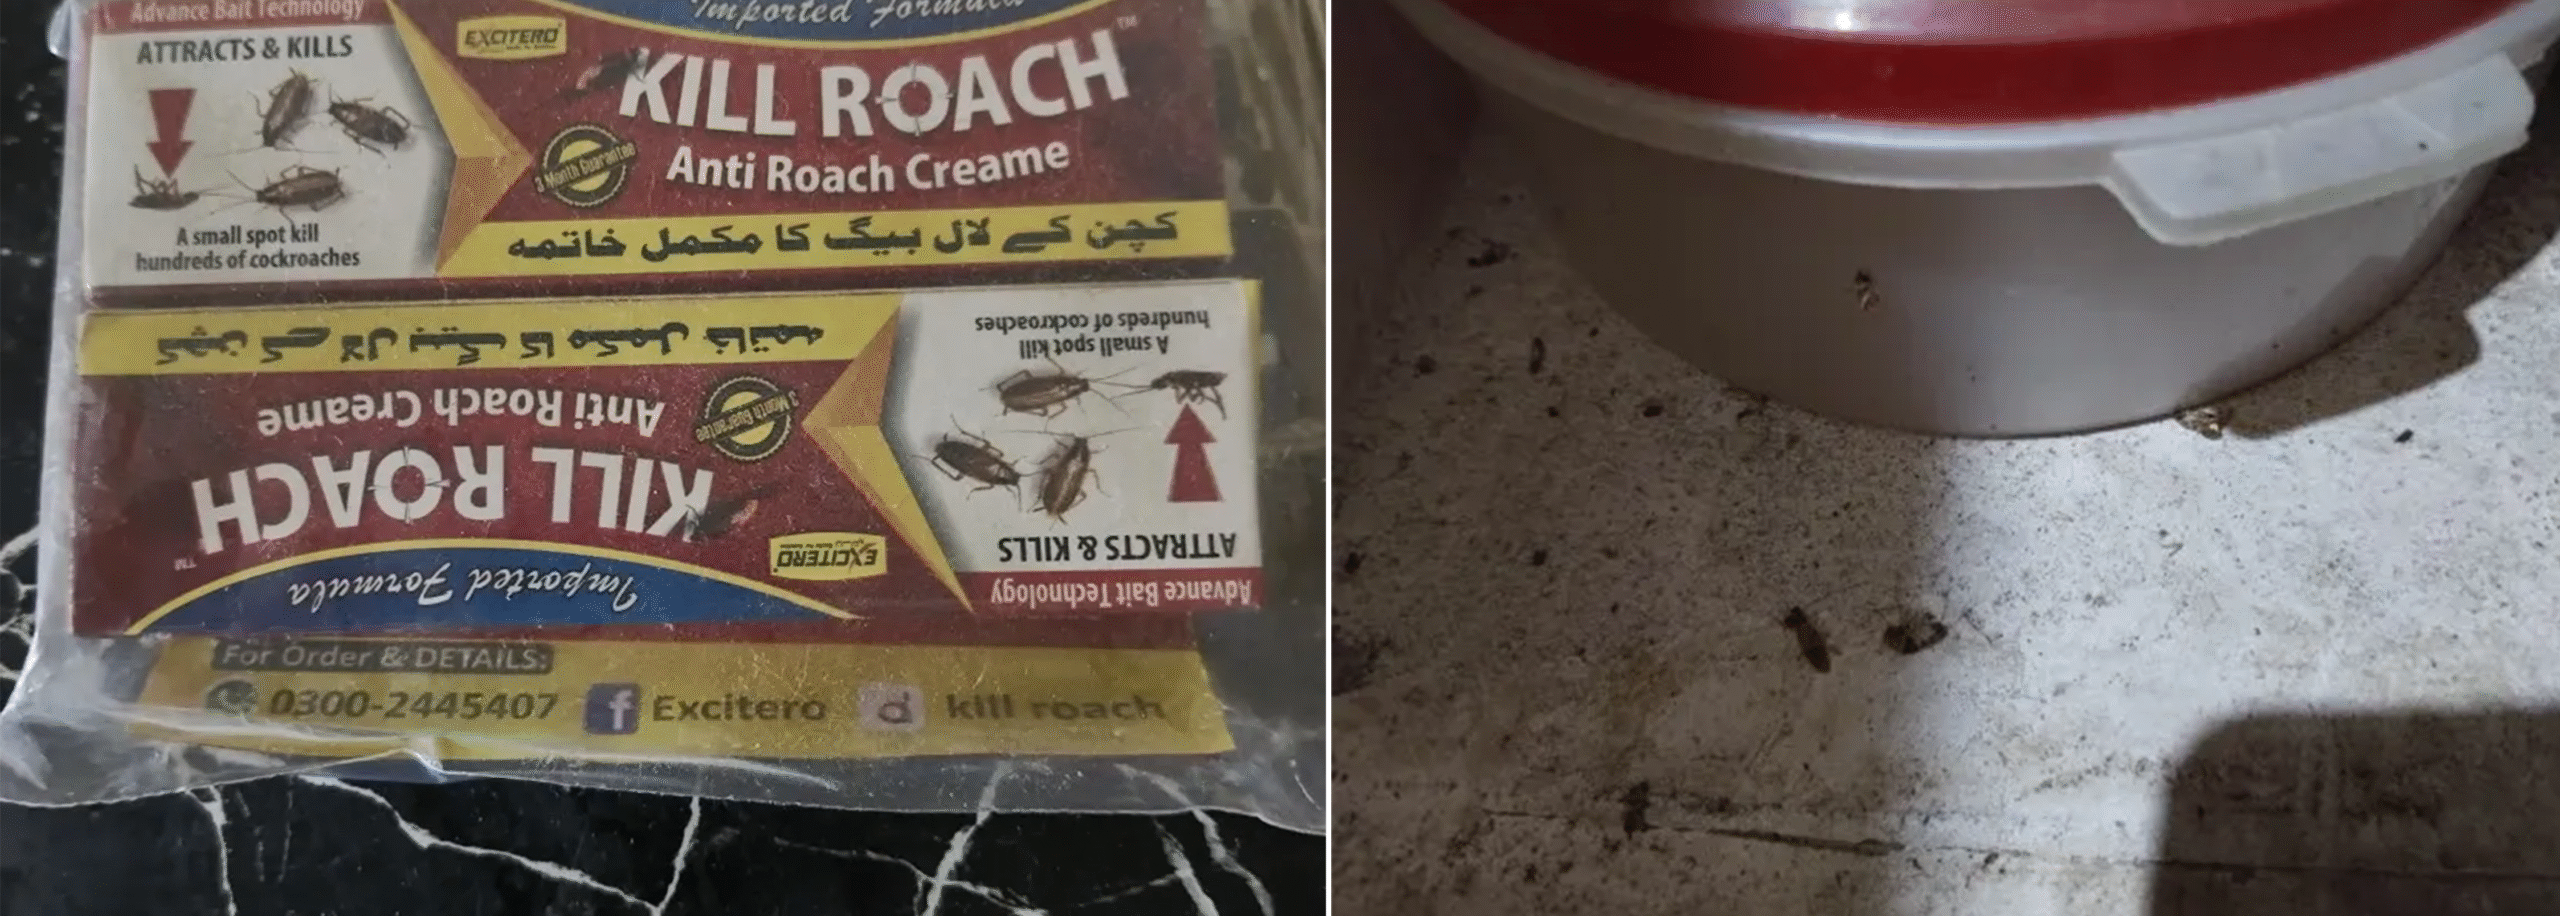 Advance Bait Technology
ATTRACTS & KILLS
A small spot kill
hundreds of cockroaches
Imported Formula
EXCITERO
KILL ROACH™
3 Month Guarantee
Anti Roach Creame
کچن کے لال بیگ کا مکمل خاتمہ
کچن کے لال بیگ کا مکمل خاتمہ
Anti Roach Creame
3 Month Guarantee
KILL ROACH™
EXCITERO
Imported Formula
A small spot kill
hundreds of cockroaches
ATTRACTS & KILLS
Advance Bait Technology
For Order & DETAILS:
0300-2445407 f Excitero d kill roach